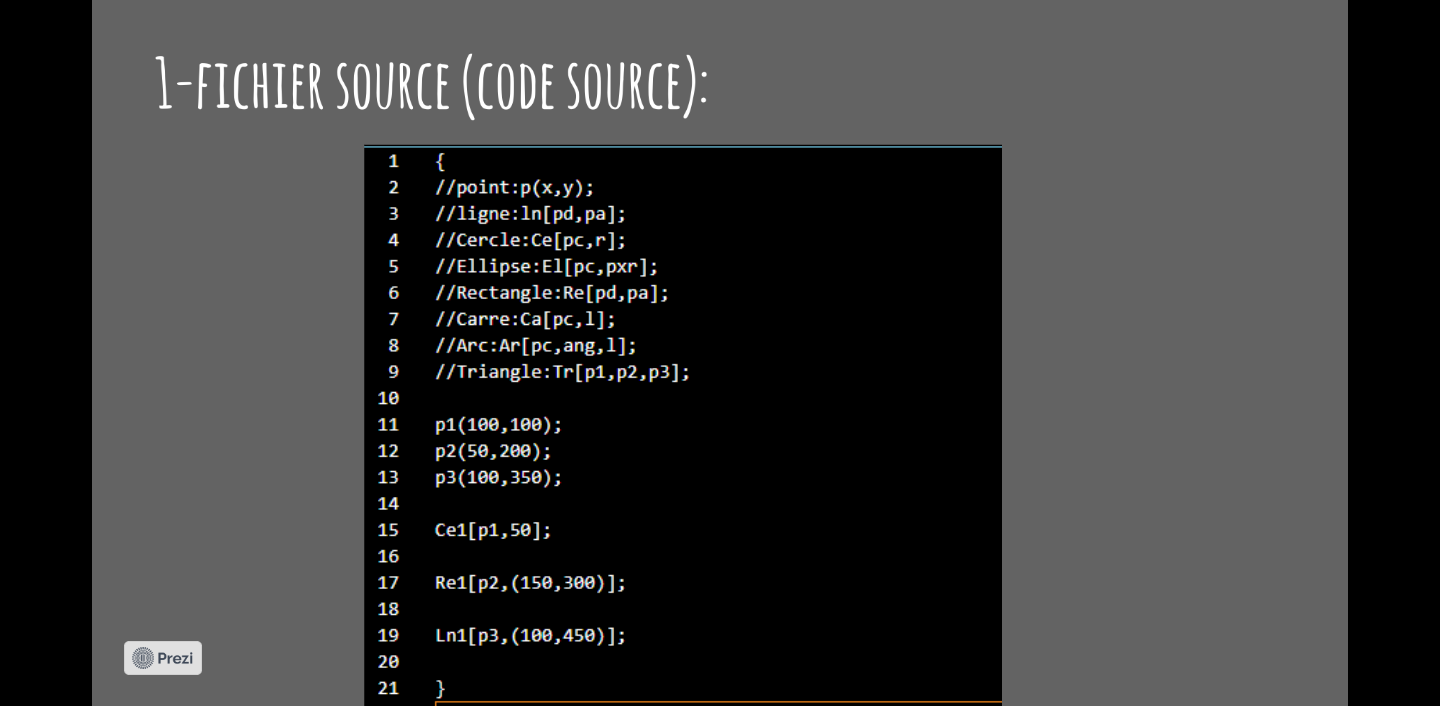 1-FICHIER SOURCE (CODE SOURCE):
1 {
2 //point:p(x,y);
3 //ligne:ln[pd,pa];
4 //Cercle:Ce[pc,r];
5 //Ellipse:El[pc,pxr];
6 //Rectangle:Re[pd,pa];
7 //Carre:Ca[pc,l];
8 //Arc:Ar[pc,ang,l];
9 //Triangle:Tr[p1,p2,p3];
10
11 p1(100,100);
12 p2(50,200);
13 p3(100,350);
14
15 Ce1[p1,50];
16
17 Re1[p2,(150,300)];
18
19 Ln1[p3,(100,450)];
20
21 }
Prezi